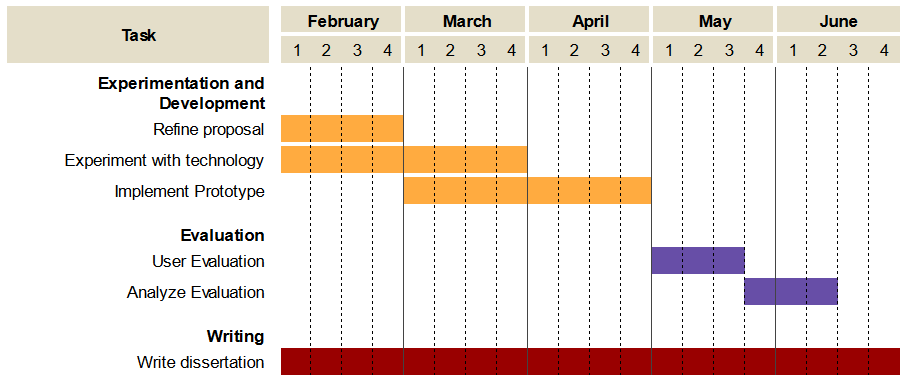 Task
February March April May June
1 2 3 4 1 2 3 4 1 2 3 4 1 2 3 4 1 2 3 4
Experimentation and
Development
Refine proposal
Experiment with technology
Implement Prototype
Evaluation
User Evaluation
Analyze Evaluation
Writing
Write dissertation